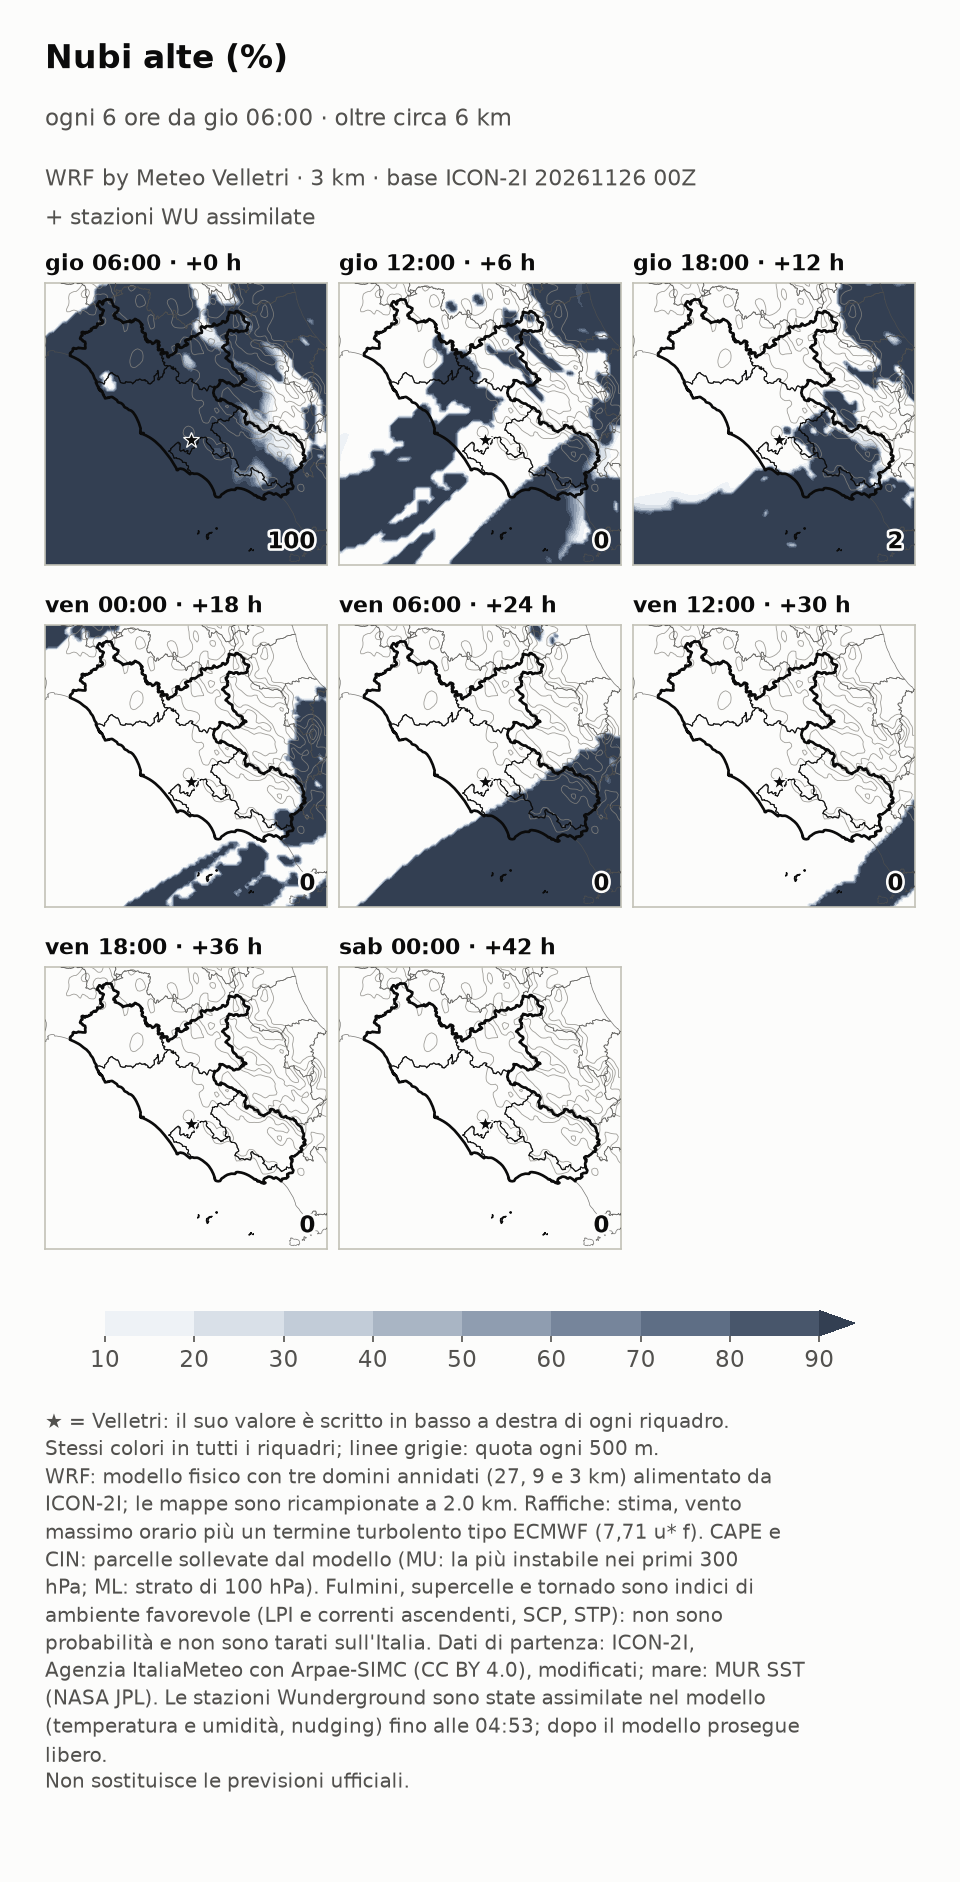 Nubi alte (%)
ogni 6 ore da gio 06:00 · oltre circa 6 km
WRF by Meteo Velletri · 3 km · base ICON-2I 20261126 00Z
+ stazioni WU assimilate
gio 06:00 · +0 h
gio 12:00 · +6 h
gio 18:00 · +12 h
100
0
2
ven 00:00 · +18 h
ven 06:00 · +24 h
ven 12:00 · +30 h
0
0
0
ven 18:00 · +36 h
sab 00:00 · +42 h
0
0
10 20 30 40 50 60 70 80 90
★ = Velletri: il suo valore è scritto in basso a destra di ogni riquadro.
Stessi colori in tutti i riquadri; linee grigie: quota ogni 500 m.
WRF: modello fisico con tre domini annidati (27, 9 e 3 km) alimentato da
ICON-2I; le mappe sono ricampionate a 2.0 km. Raffiche: stima, vento
massimo orario più un termine turbolento tipo ECMWF (7,71 u* f). CAPE e
CIN: parcelle sollevate dal modello (MU: la più instabile nei primi 300
hPa; ML: strato di 100 hPa). Fulmini, supercelle e tornado sono indici di
ambiente favorevole (LPI e correnti ascendenti, SCP, STP): non sono
probabilità e non sono tarati sull'Italia. Dati di partenza: ICON-2I,
Agenzia ItaliaMeteo con Arpae-SIMC (CC BY 4.0), modificati; mare: MUR SST
(NASA JPL). Le stazioni Wunderground sono state assimilate nel modello
(temperatura e umidità, nudging) fino alle 04:53; dopo il modello prosegue
libero.
Non sostituisce le previsioni ufficiali.